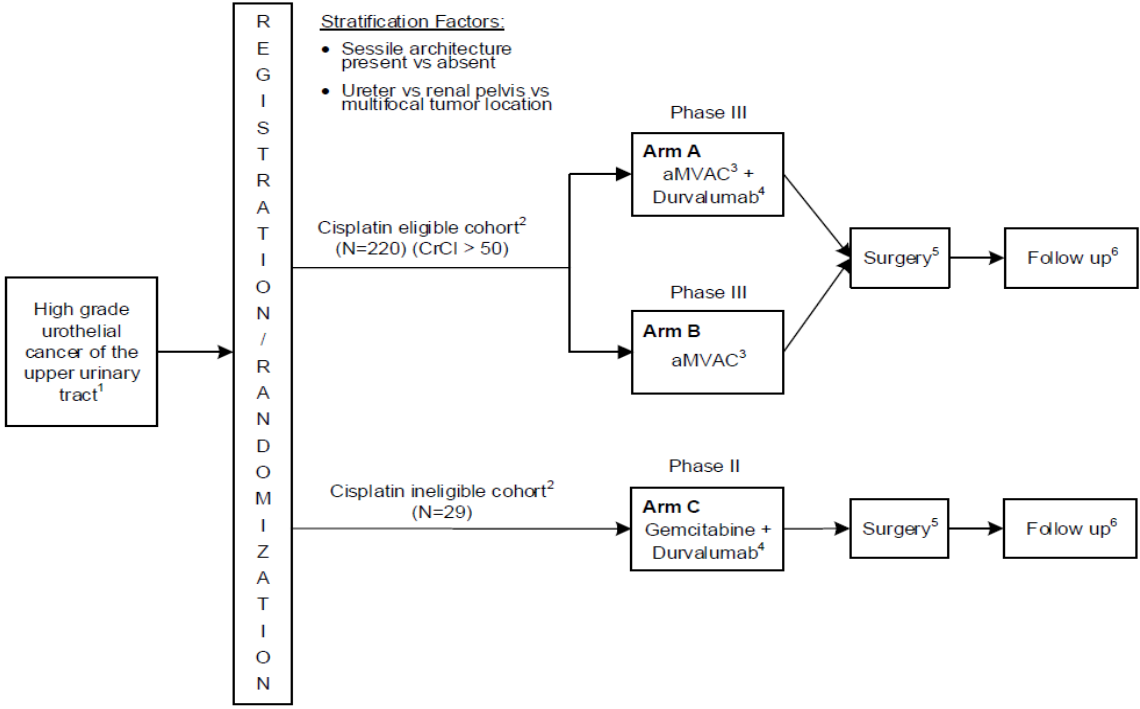 High grade
urothelial
cancer of the
upper urinary
tract1
R
E
G
I
S
T
R
A
T
I
O
N
/
R
A
N
D
O
M
I
Z
A
T
I
O
N
Stratification Factors:
• Sessile architecture
present vs absent
• Ureter vs renal pelvis vs
multifocal tumor location
Cisplatin eligible cohort2
(N=220) (CrCl > 50)
Phase III
Arm A
aMVAC3 +
Durvalumab4
Phase III
Arm B
aMVAC3
Surgery5
Follow up6
Cisplatin ineligible cohort2
(N=29)
Phase II
Arm C
Gemcitabine +
Durvalumab4
Surgery5
Follow up6